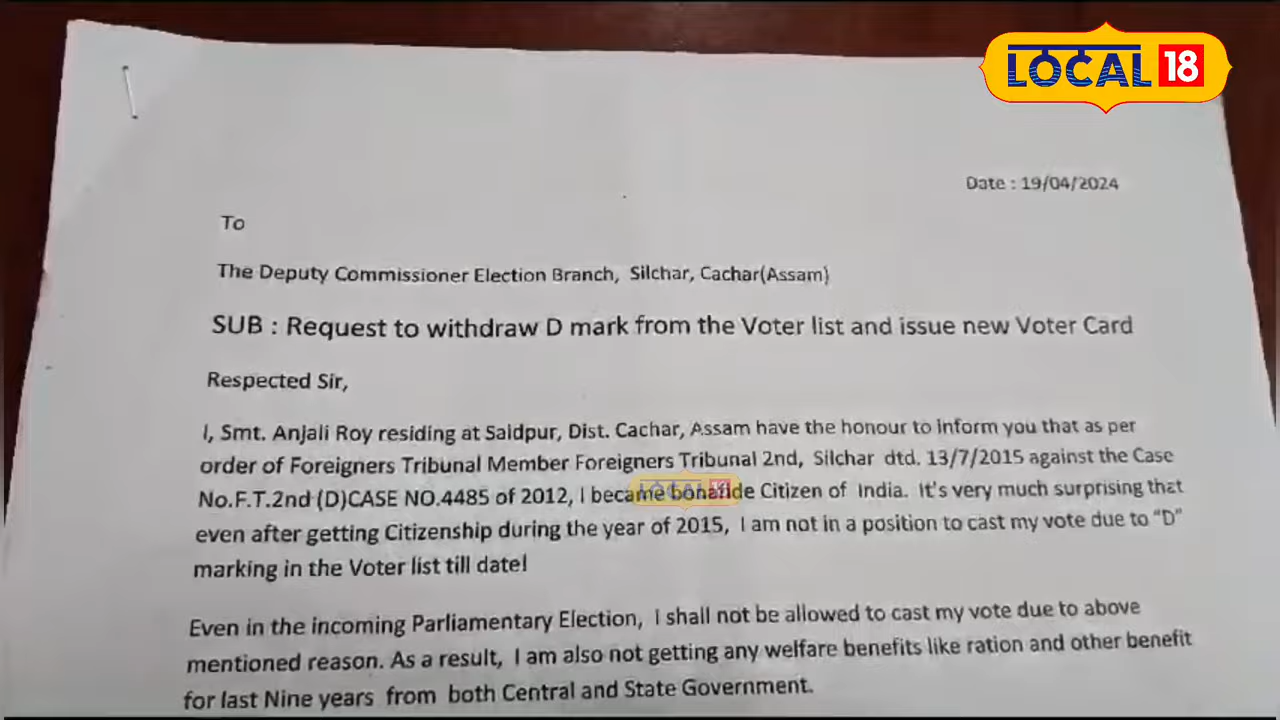 LOCAL 18
Date : 19/04/2024
To
The Deputy Commissioner Election Branch, Silchar, Cachar(Assam)
SUB : Request to withdraw D mark from the Voter list and issue new Voter Card
Respected Sir,
I, Smt. Anjali Roy residing at Saidpur, Dist. Cachar, Assam have the honour to inform you that as per
order of Foreigners Tribunal Member Foreigners Tribunal 2nd, Silchar dtd. 13/7/2015 against the Case
No.F.T.2nd (D)CASE NO.4485 of 2012, I became bonafide Citizen of India. It's very much surprising that
LOCAL 18
even after getting Citizenship during the year of 2015, I am not in a position to cast my vote due to “D”
marking in the Voter list till date!
Even in the incoming Parliamentary Election, I shall not be allowed to cast my vote due to above
mentioned reason. As a result, I am also not getting any welfare benefits like ration and other benefit
for last Nine years from both Central and State Government.